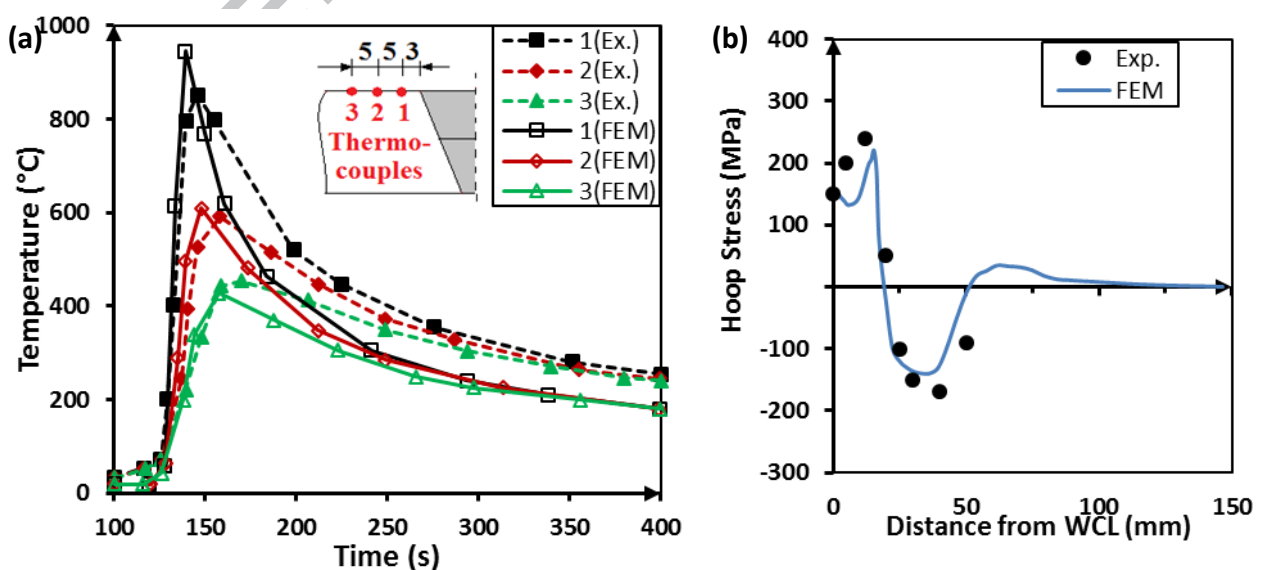 (a)
Temperature (°C)
1000
800
600
400
200
0
100 150 200 250 300 350 400
Time (s)
5 5 3
3 2 1
Thermo-
couples
1(Ex.)
2(Ex.)
3(Ex.)
1(FEM)
2(FEM)
3(FEM)
(b)
Hoop Stress (MPa)
400
300
200
100
0
-100
-200
-300
0 50 100 150
Distance from WCL (mm)
Exp.
FEM